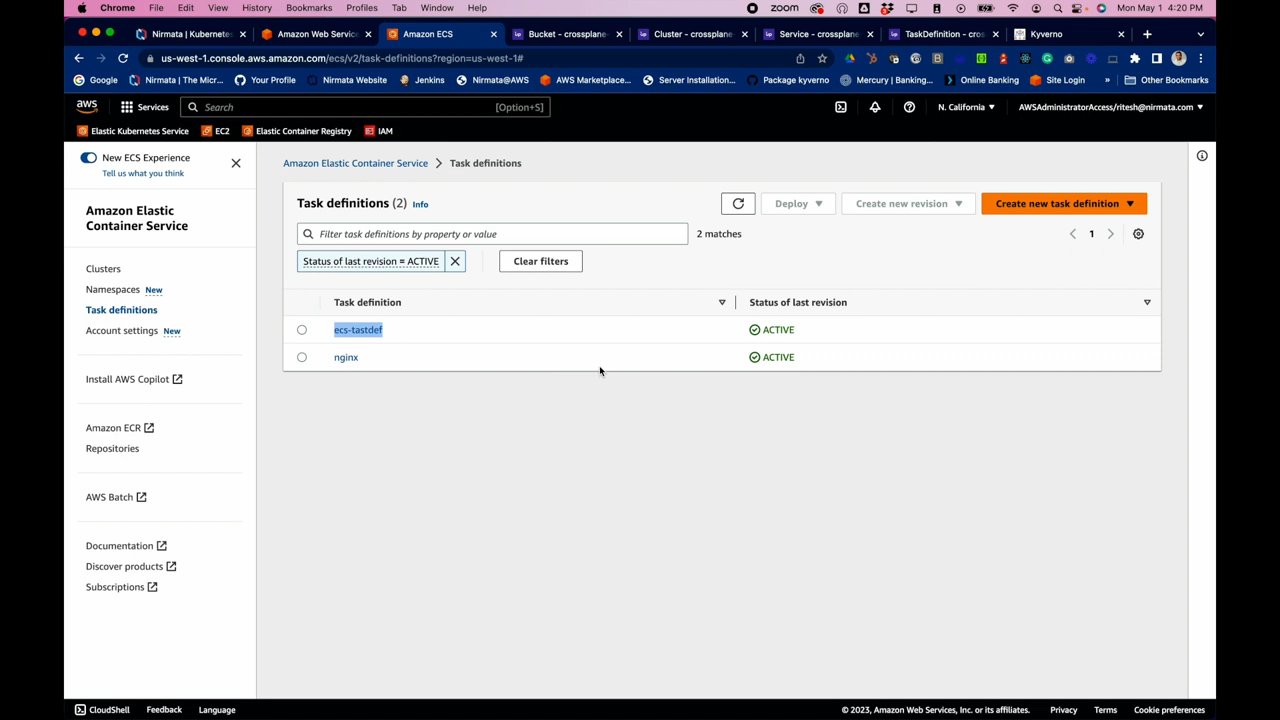 Chrome File Edit View History Bookmarks Profiles Tab Window Help zoom Mon May 1 4:20 PM
Nirmata | Kubernetes Amazon Web Service Amazon ECS Bucket - crossplane Cluster - crossplane Service - crossplane TaskDefinition - cros Kyverno
us-west-1.console.aws.amazon.com/ecs/v2/task-definitions?region=us-west-1#
Google Nirmata | The Micr... Your Profile Nirmata Website Jenkins Nirmata@AWS AWS Marketplace... Server Installation... Package kyverno Mercury | Banking... Online Banking Site Login » Other Bookmarks
aws Services Search [Option+S] N. California AWSAdministratorAccess/ritesh@nirmata.com
Elastic Kubernetes Service EC2 Elastic Container Registry IAM
New ECS Experience
Tell us what you think
Amazon Elastic
Container Service
Clusters
Namespaces New
Task definitions
Account settings New
Install AWS Copilot
Amazon ECR
Repositories
AWS Batch
Documentation
Discover products
Subscriptions
Amazon Elastic Container Service > Task definitions
Task definitions (2) Info Deploy Create new revision Create new task definition
Filter task definitions by property or value 2 matches 1
Status of last revision = ACTIVE Clear filters
Task definition Status of last revision
ecs-tastdef ACTIVE
nginx ACTIVE
CloudShell Feedback Language © 2023, Amazon Web Services, Inc. or its affiliates. Privacy Terms Cookie preferences